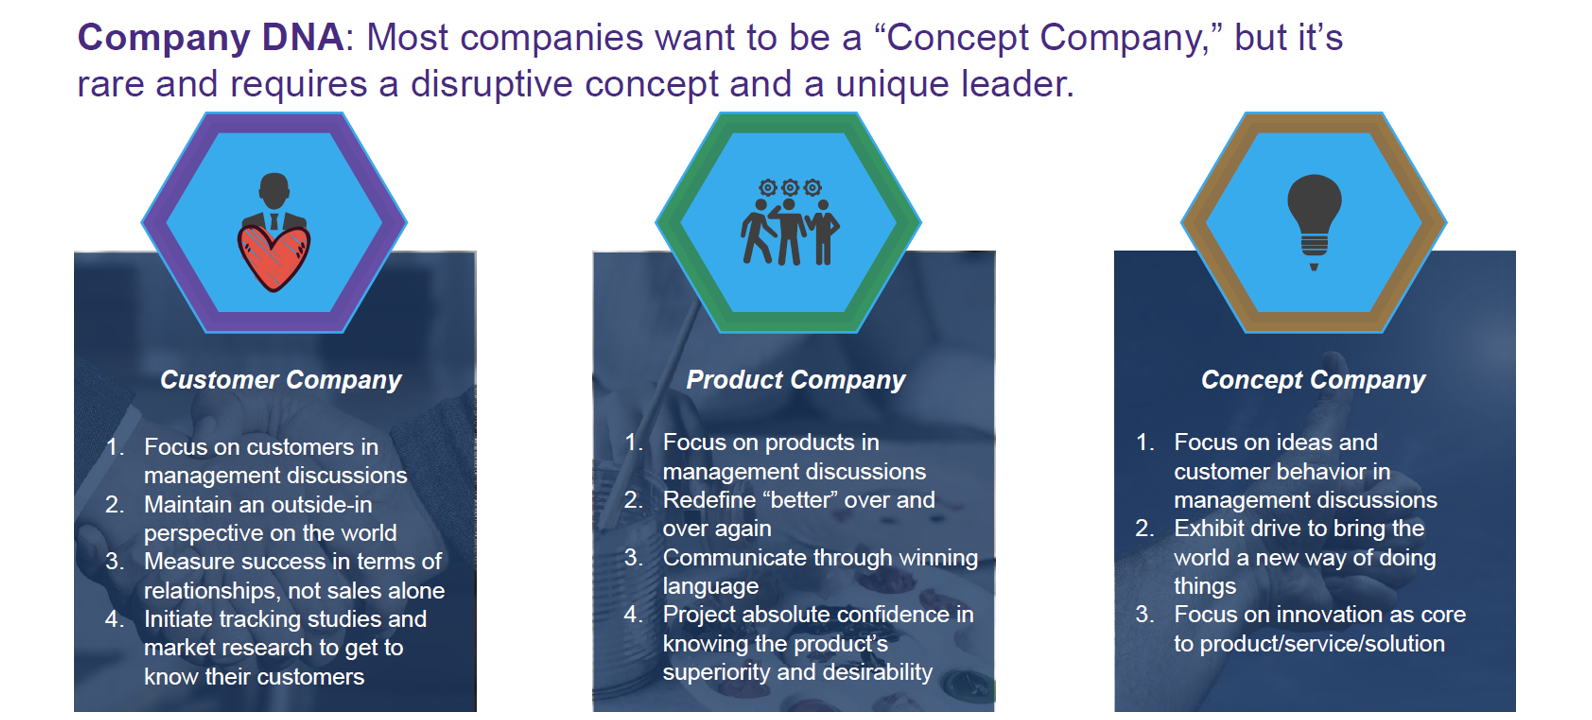 Company DNA: Most companies want to be a “Concept Company,” but it’s
rare and requires a disruptive concept and a unique leader.
Customer Company
1. Focus on customers in
management discussions
2. Maintain an outside-in
perspective on the world
3. Measure success in terms of
relationships, not sales alone
4. Initiate tracking studies and
market research to get to
know their customers
Product Company
1. Focus on products in
management discussions
2. Redefine “better” over and
over again
3. Communicate through winning
language
4. Project absolute confidence in
knowing the product’s
superiority and desirability
Concept Company
1. Focus on ideas and
customer behavior in
management discussions
2. Exhibit drive to bring the
world a new way of doing
things
3. Focus on innovation as core
to product/service/solution